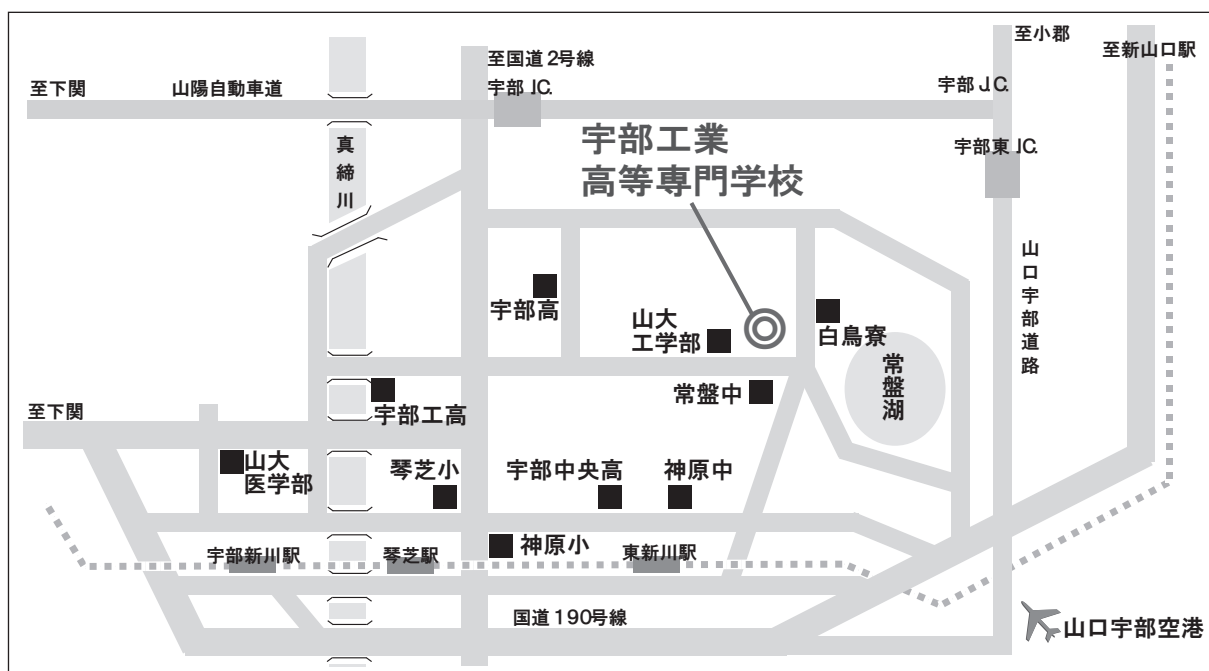 至小郡
至国道2号線
至新山口駅
至下関
山陽自動車道
宇部 JC.
宇部 J.C.
真締川
宇部工業
高等専門学校
宇部東 JC.
山口宇部道路
宇部高
山大
工学部
白鳥寮
常盤湖
常盤中
至下関
宇部工高
山大
医学部
琴芝小
宇部中央高
神原中
神原小
宇部新川駅
琴芝駅
東新川駅
国道190号線
山口宇部空港